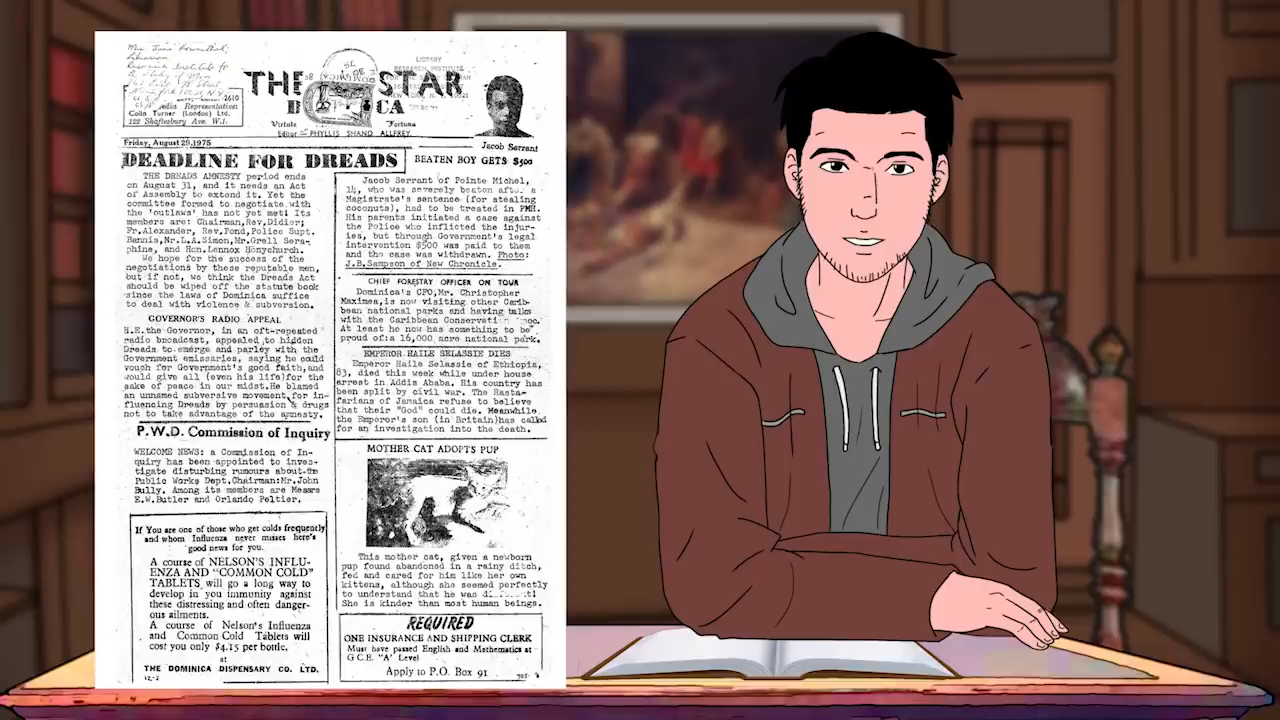 LIBRARY
RESEARCH INSTITUTE
THE STAR
2610
Media Representative:
Colin Turner (London) Ltd.
122 Shaftesbury Ave. W.I.
Virtute Fortuna
Editor — PHYLLIS SHAND ALLFREY.
Friday, August 29,1975
Jacob Serrant
DEADLINE FOR DREADS
THE DREADS AMNESTY period ends
on August 31, and it needs an Act
of Assembly to extend it. Yet the
committee formed to negotiate with
the 'outlaws' has not yet met! Its
members are: Chairman,Rev.Didier;
Fr.Alexander, Rev.Pond,Police Supt.
Bannis,Mr.L.A.Simon,Mr.Grell Sera-
phine, and Hon.Lennox Honychurch.
We hope for the success of the
negotiations by these reputable men,
but if not, we think the Dreads Act
should be wiped off the statute book
since the laws of Dominica suffice
to deal with violence & subversion.
GOVERNOR'S RADIO APPEAL
H.E.the Governor, in an oft-repeated
radio broadcast, appealed to hidden
Dreads to emerge and parley with the
Government emissaries, saying he could
vouch for Government's good faith,and
would give all (even his life)for the
sake of peace in our midst.He blamed
an unnamed subversive movement for in-
fluencing Dreads by persuasion & drugs
not to take advantage of the amnesty.
P.W.D. Commission of Inquiry
WELCOME NEWS: a Commission of In-
quiry has been appointed to inves-
tigate disturbing rumours about the
Public Works Dept.Chairman:Mr.John
Bully. Among its members are Messrs
E.W.Butler and Orlando Peltier.
If You are one of those who get colds frequently
and whom Influenza never misses here's
good news for you.
A course of NELSON'S INFLU-
ENZA AND "COMMON COLD"
TABLETS will go a long way to
develop in you immunity against
these distressing and often danger-
ous ailments.
A course of Nelson's Influenza
and Common Cold Tablets will
cost you only $4.15 per bottle.
at
THE DOMINICA DISPENSARY CO. LTD.
12-2
BEATEN BOY GETS $500
Jacob Serrant of Pointe Michel,
14, who was severely beaten after a
Magistrate's sentence (for stealing
coconuts), had to be treated in PMH.
His parents initiated a case against
the Police who inflicted the injur-
ies, but through Government's legal
intervention $500 was paid to them
and the case was withdrawn. Photo:
J.B.Sampson of New Chronicle.
CHIEF FORESTRY OFFICER ON TOUR
Dominica's CFO,Mr. Christopher
Maximea,is now visiting other Carib-
bean national parks and having talks
with the Caribbean Conservation
At least he now has something to be
proud of:a 16,000 acre national park.
EMPEROR HAILE SELASSIE DIES
Emperor Haile Selassie of Ethiopia,
83, died this week while under house
arrest in Addis Ababa. His country has
been split by civil war. The Rasta-
farians of Jamaica refuse to believe
that their "God" could die. Meanwhile
the Emperor's son (in Britain)has called
for an investigation into the death.
MOTHER CAT ADOPTS PUP
This mother cat, given a newborn
pup found abandoned in a rainy ditch,
fed and cared for him like her own
kittens, although she seemed perfectly
to understand that he was
She is kinder than most human beings.
REQUIRED
ONE INSURANCE AND SHIPPING CLERK
Must have passed English and Mathematics at
G C.E. "A' Level
Apply to P.O. Box 91